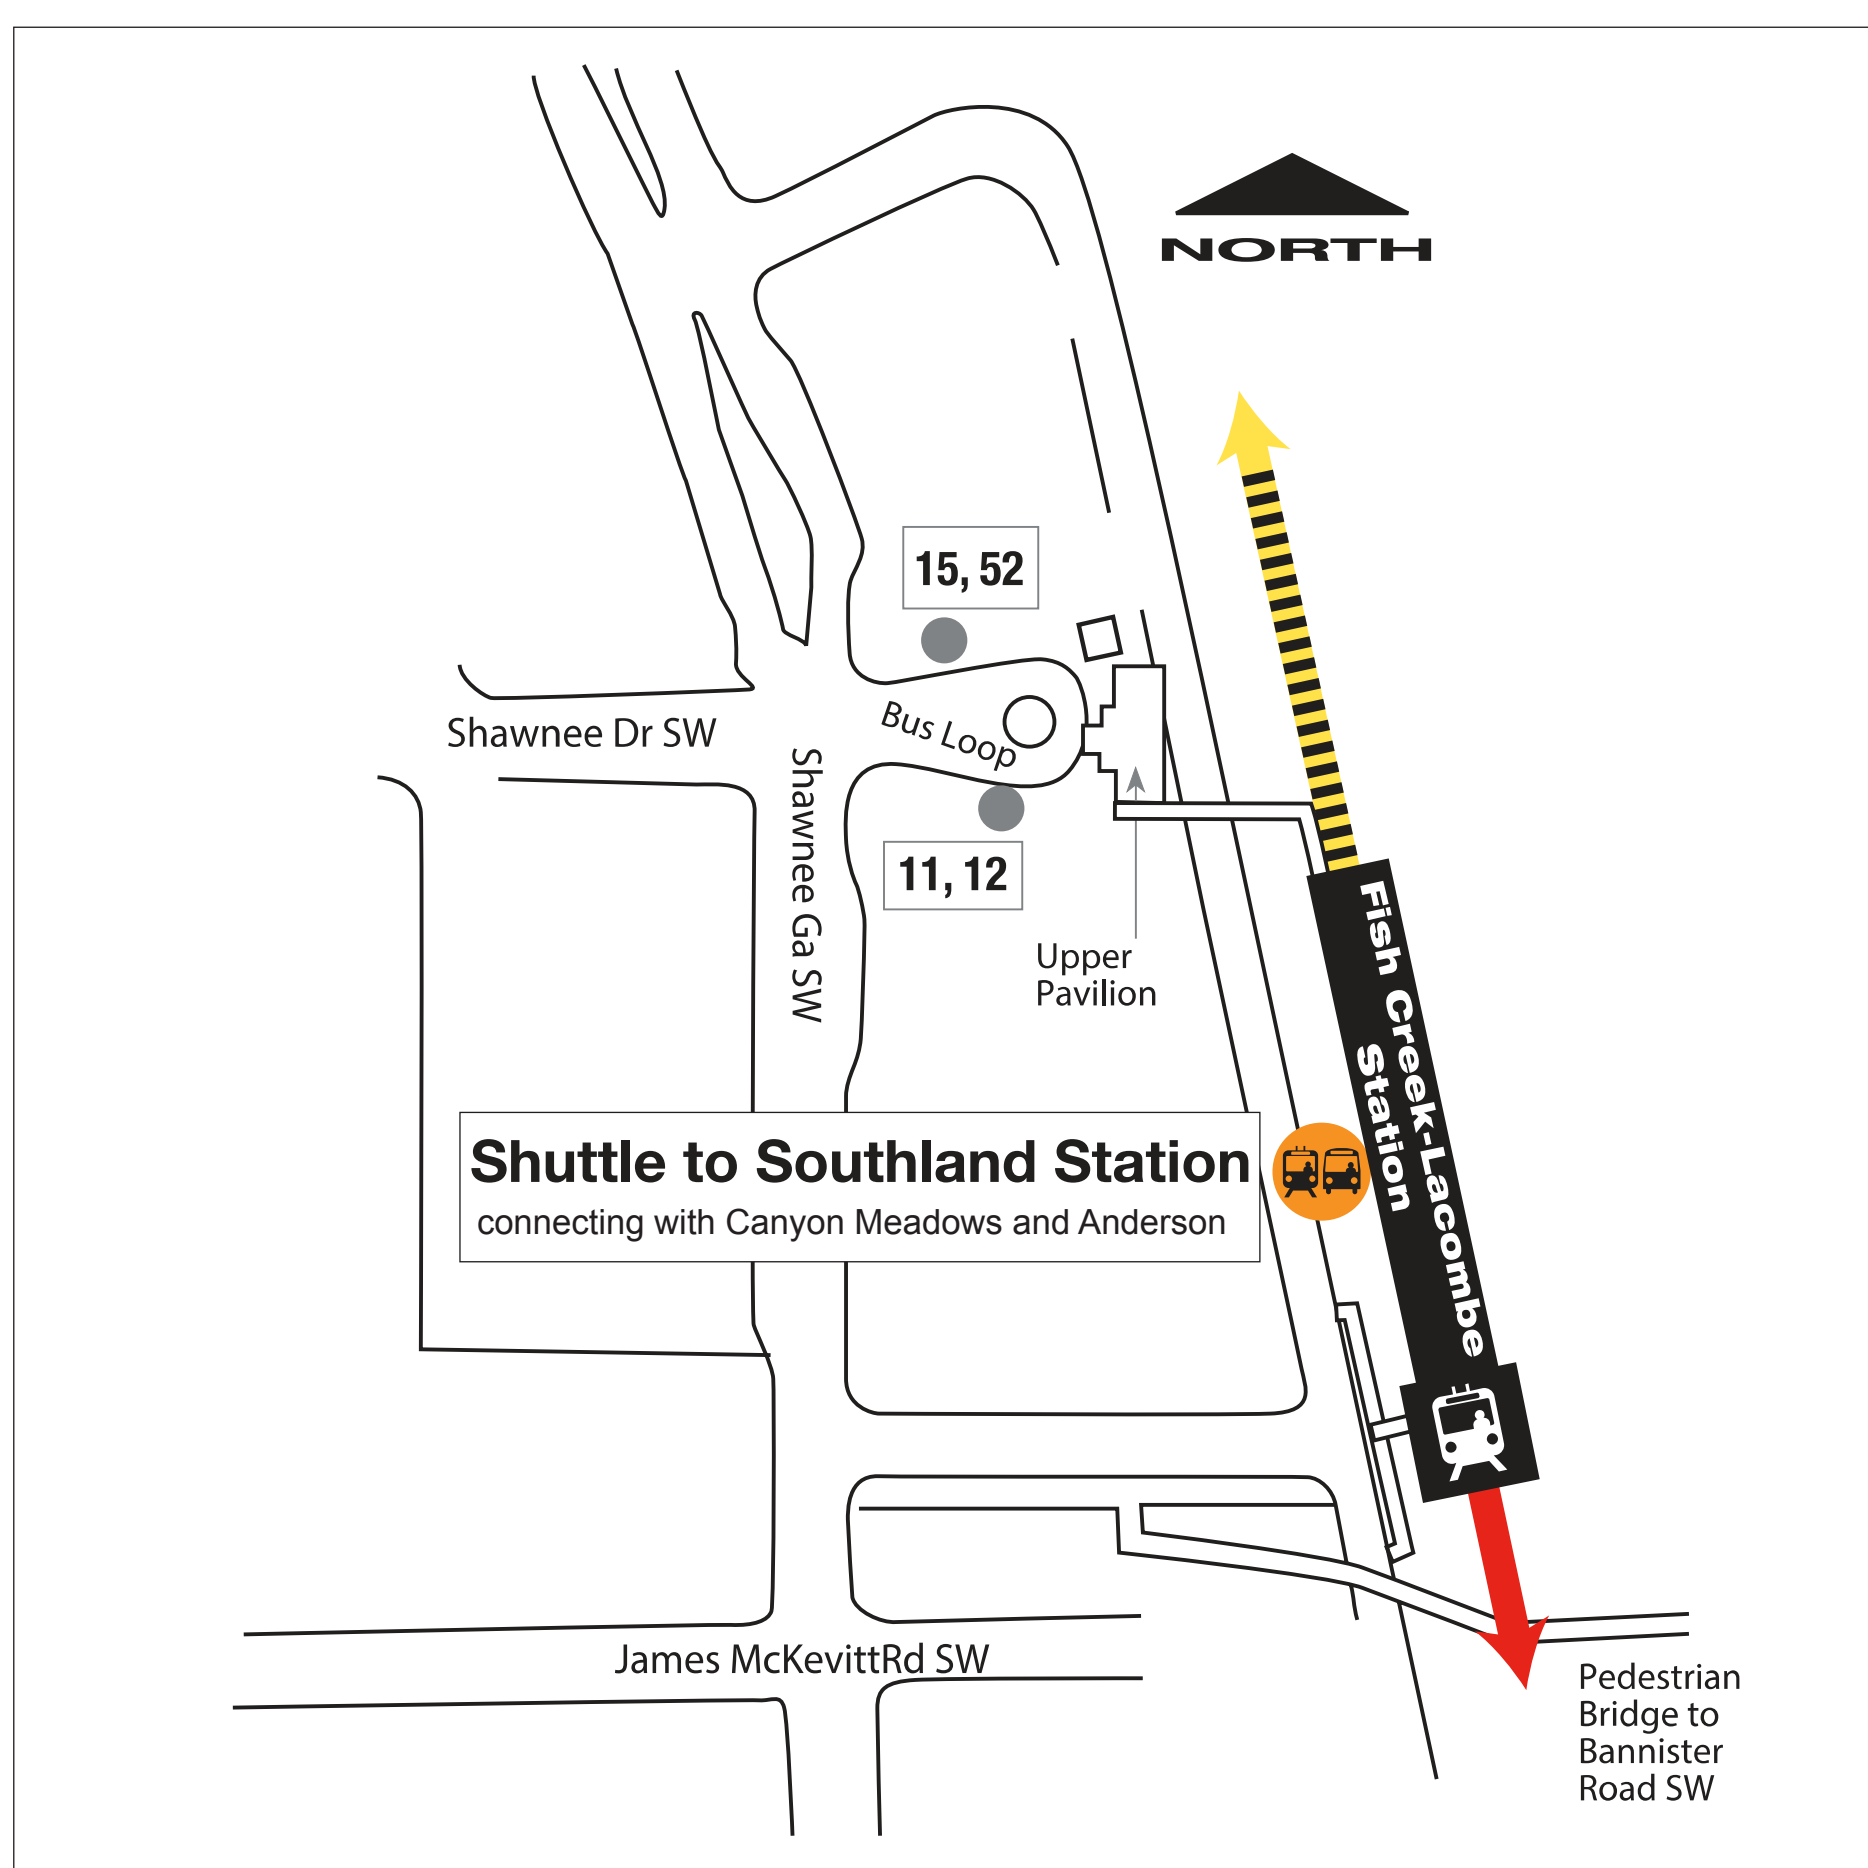 NORTH
15, 52
Shawnee Dr SW
Bus Loop
Shawnee Ga SW
11, 12
Upper
Pavilion
Fish Creek-Lacombe
Station
Shuttle to Southland Station
connecting with Canyon Meadows and Anderson
James McKevittRd SW
Pedestrian
Bridge to
Bannister
Road SW